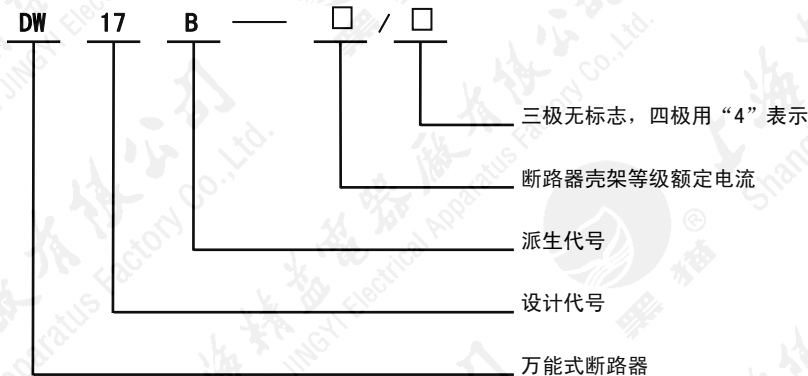 DW 17 B — □ / □
三极无标志，四极用“4”表示
断路器壳架等级额定电流
派生代号
设计代号
万能式断路器